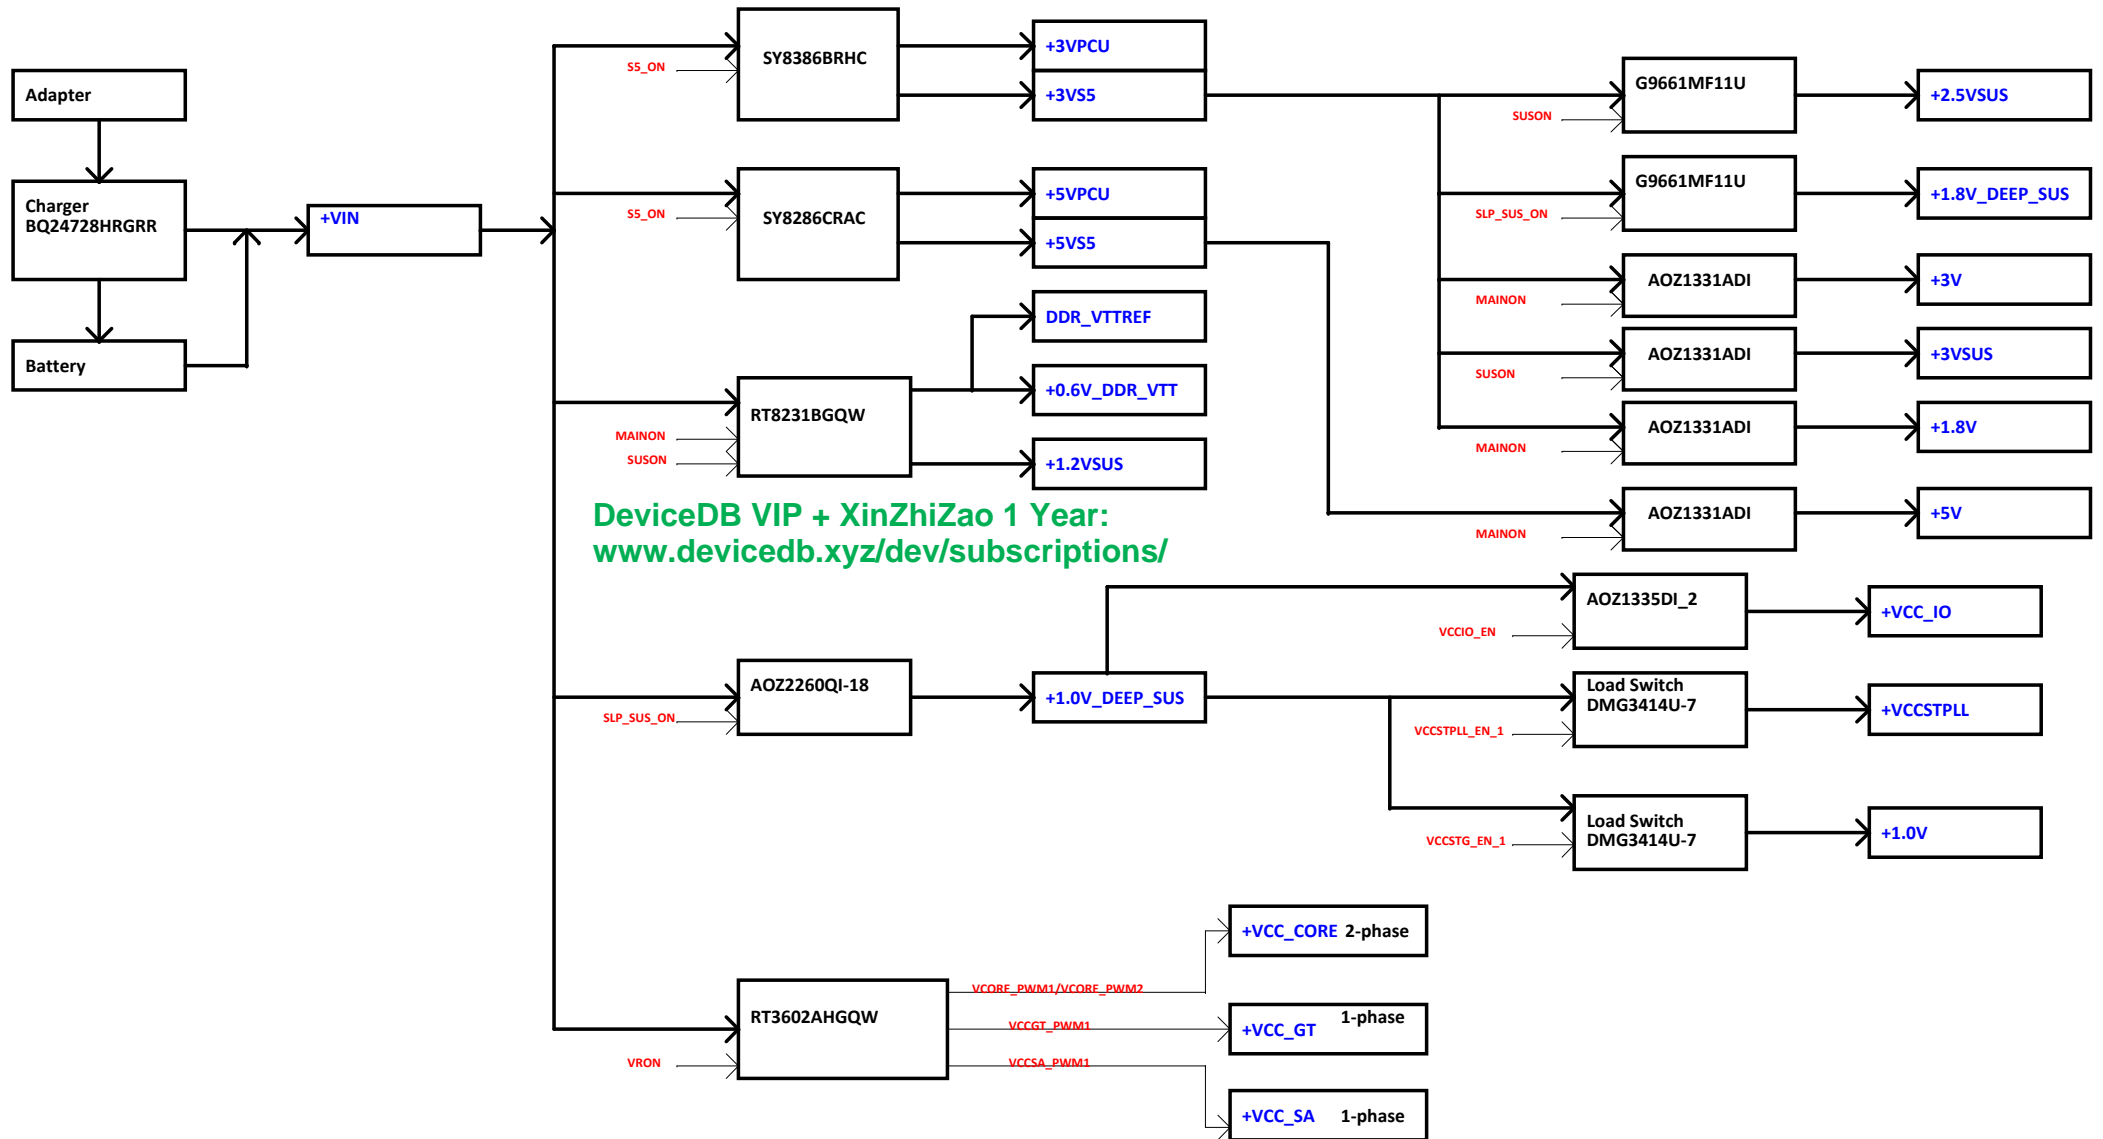 Adapter
Charger
BQ24728HRGRR
Battery
+VIN
S5_ON
SY8386BRHC
+3VPCU
+3VS5
S5_ON
SY8286CRAC
+5VPCU
+5VS5
MAINON
SUSON
RT8231BGQW
DDR_VTTREF
+0.6V_DDR_VTT
+1.2VSUS
SUSON
G9661MF11U
+2.5VSUS
SLP_SUS_ON
G9661MF11U
+1.8V_DEEP_SUS
MAINON
AOZ1331ADI
+3V
SUSON
AOZ1331ADI
+3VSUS
MAINON
AOZ1331ADI
+1.8V
MAINON
AOZ1331ADI
+5V
DeviceDB VIP + XinZhiZao 1 Year:
www.devicedb.xyz/dev/subscriptions/
SLP_SUS_ON
AOZ2260QI-18
+1.0V_DEEP_SUS
VCCIO_EN
AOZ1335DI_2
+VCC_IO
VCCSTPLL_EN_1
Load Switch
DMG3414U-7
+VCCSTPLL
VCCSTG_EN_1
Load Switch
DMG3414U-7
+1.0V
VRON
RT3602AHGQW
VCORE_PWM1/VCORE_PWM2
+VCC_CORE 2-phase
VCCGT_PWM1
+VCC_GT 1-phase
VCCSA_PWM1
+VCC_SA 1-phase